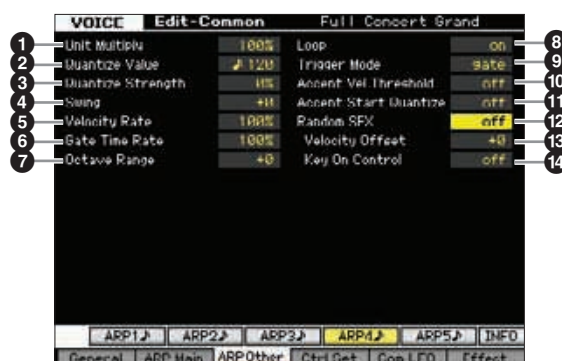 VOICE Edit-Common Full Concert Grand
1 Unit Multiply 100% Loop on 8
2 Quantize Value 120 Trigger Mode gate 9
3 Quantize Strength 0% Accent Vel.Threshold off 10
4 Swing +0 Accent Start Quantize off 11
5 Velocity Rate 100% Random SFX off 12
6 Gate Time Rate 100% Velocity Offset +0 13
7 Octave Range +0 Key On Control off 14
ARP1♪ ARP2♪ ARP3♪ ARP4♪ ARP5♪ INFO
General ARP Main ARP Other Ctrl Set Com LFO Effect